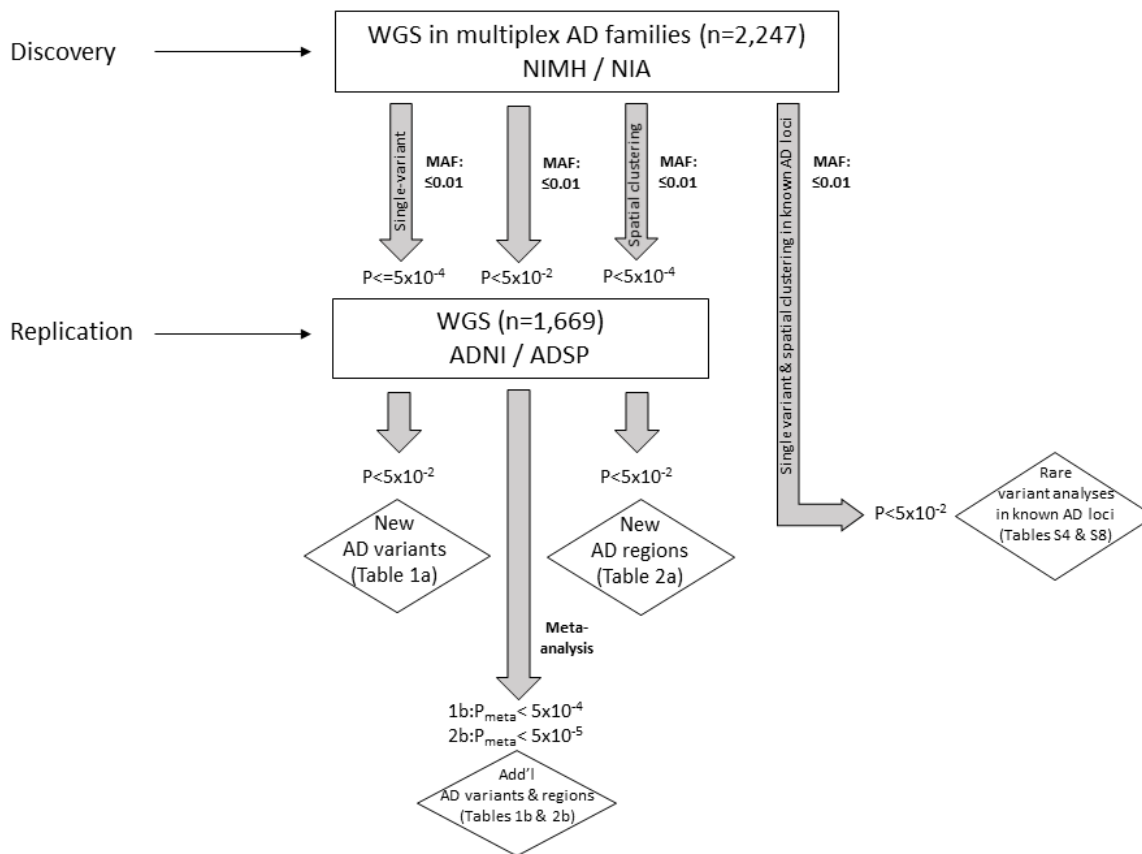 Discovery
WGS in multiplex AD families (n=2,247)
NIMH / NIA
Single-variant
MAF:
≤0.01
MAF:
≤0.01
Spatial clustering
MAF:
≤0.01
Single variant & spatial clustering in known AD loci
MAF:
≤0.01
P<=5x10⁻⁴
P<5x10⁻²
P<5x10⁻⁴
Replication
WGS (n=1,669)
ADNI / ADSP
P<5x10⁻²
P<5x10⁻²
P<5x10⁻²
Rare
variant analyses
in known AD loci
(Tables S4 & S8)
New
AD variants
(Table 1a)
New
AD regions
(Table 2a)
Meta-
analysis
1b:Pmeta< 5x10⁻⁴
2b:Pmeta< 5x10⁻⁵
Add'l
AD variants & regions
(Tables 1b & 2b)